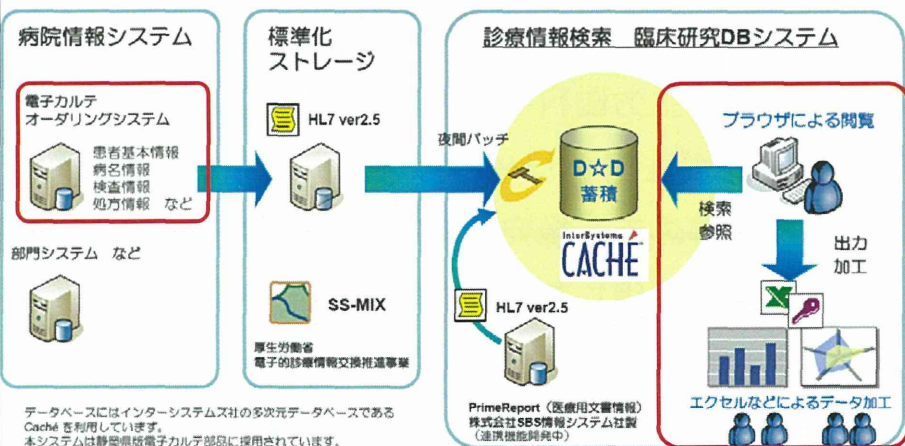 病院情報システム
電子カルテ
オーダリングシステム
患者基本情報
病名情報
検査情報
処方情報 など
部門システム など
標準化
ストレージ
HL7 ver2.5
SS-MIX
厚生労働省
電子的診療情報交換推進事業
診療情報検索 臨床研究DBシステム
夜間バッチ
D☆D
蓄積
InterSystems
CACHÉ
HL7 ver2.5
PrimeReport（医療用文書情報）
株式会社SBS情報システム社製
（連携機能開発中）
ブラウザによる閲覧
検索
参照
出力
加工
エクセルなどによるデータ加工
データベースにはインターシステムズ社の多次元データベースである
Caché を利用しています。
本システムは静岡県版電子カルテ部品に採用されています。